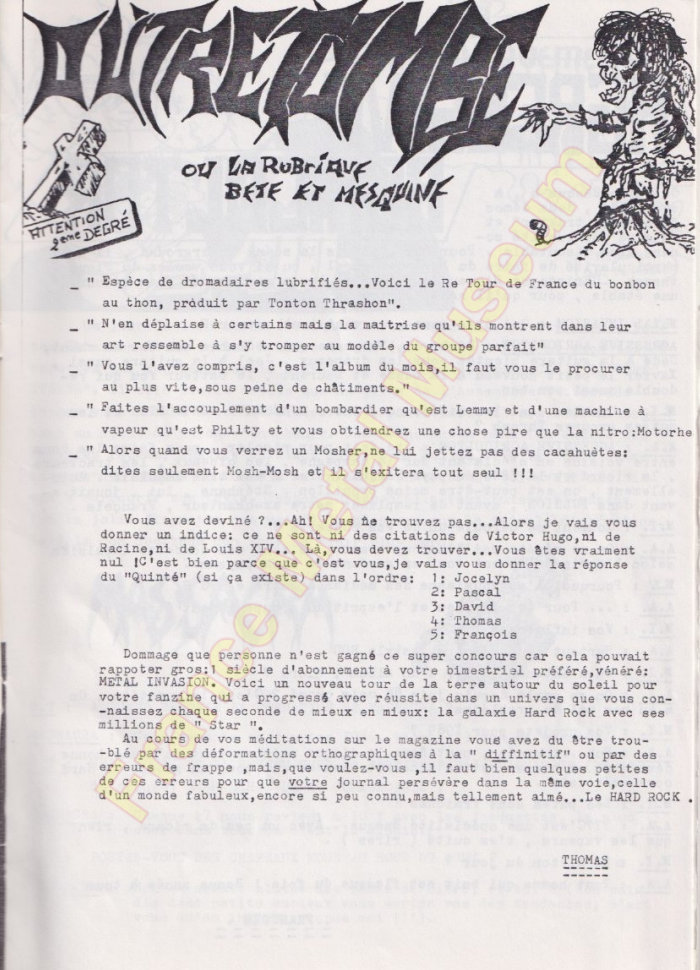 OUTRETOMBE
OU LA RUBRIQUE
BETE ET MESQUINE
ATTENTION
2eme DEGRÉ
_ " Espèce de dromadaires lubrifiés...Voici le Re Tour de France du bonbon
au thon, produit par Tonton Thrashon".
_ " N'en déplaise à certains mais la maitrise qu'ils montrent dans leur
art ressemble à s'y tromper au modèle du groupe parfait"
_ " Vous l'avez compris, c'est l'album du mois,il faut vous le procurer
au plus vite,sous peine de châtiments."
_ " Faites l'accouplement d'un bombardier qu'est Lemmy et d'une machine à
vapeur qu'est Philty et vous obtiendrez une chose pire que la nitro:Motorhe
_ " Alors quand vous verrez un Mosher,ne lui jettez pas des cacahuètes:
dites seulement Mosh-Mosh et il s'exitera tout seul !!!
Vous avez deviné ?...Ah! Vous ne trouvez pas...Alors je vais vous
donner un indice: ce ne sont ni des citations de Victor Hugo,ni de
Racine,ni de Louis XIV... Là,vous devez trouver...Vous êtes vraiment
nul !C'est bien parce que c'est vous,je vais vous donner la réponse
du "Quinté" (si ça existe) dans l'ordre: 1: Jocelyn
2: Pascal
3: David
4: Thomas
5: François
Dommage que personne n'est gagné ce super concours car cela pouvait
rappoter gros:1 siècle d'abonnement à votre bimestriel préféré,vénéré:
METAL INVASION. Voici un nouveau tour de la terre autour du soleil pour
votre fanzine qui a progressé avec réussite dans un univers que vous con-
-naissez chaque seconde de mieux en mieux: la galaxie Hard Rock avec ses
millions de " Star ".
Au cours de vos méditations sur le magazine vous avez du être trou-
-blé par des déformations orthographiques à la " diffinitif" ou par des
erreurs de frappe ,mais,que voulez-vous ,il faut bien quelques petites
de ces erreurs pour que votre journal persévère dans la même voie,celle
d'un monde fabuleux,encore si peu connu,mais tellement aimé...Le HARD ROCK .
THOMAS
France Metal Museum